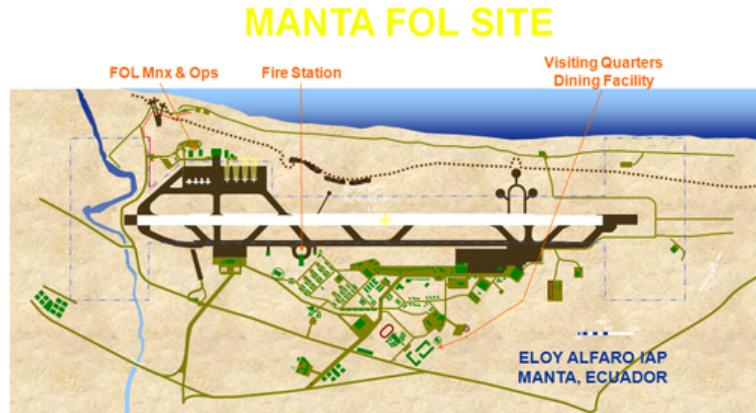 MANTA FOL SITE
FOL Mnx & Ops
Fire Station
Visiting Quarters
Dining Facility
ELOY ALFARO IAP
MANTA, ECUADOR